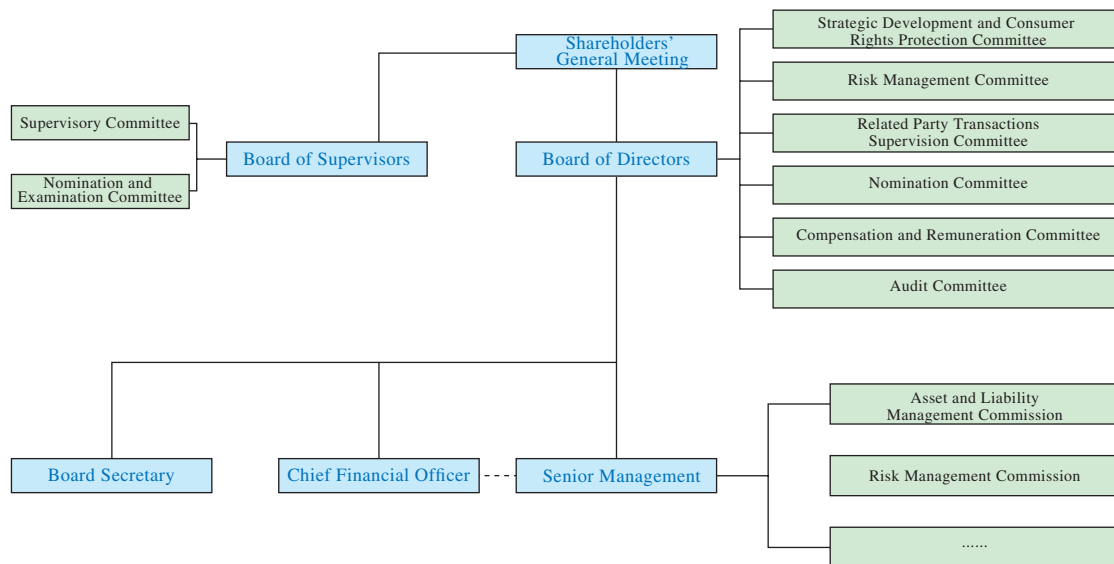 Strategic Development and Consumer
Rights Protection Committee
Shareholders’
General Meeting
Risk Management Committee
Supervisory Committee
Related Party Transactions
Supervision Committee
Board of Supervisors
Board of Directors
Nomination and
Examination Committee
Nomination Committee
Compensation and Remuneration Committee
Audit Committee
Asset and Liability
Management Commission
Board Secretary
Chief Financial Officer
Senior Management
Risk Management Commission
......